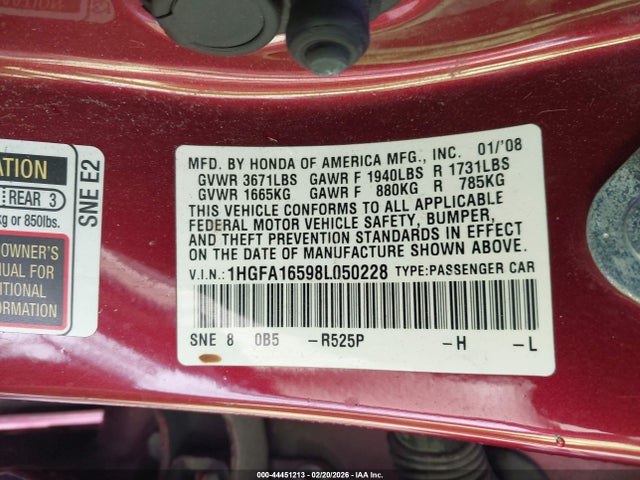 MFD. BY HONDA OF AMERICA MFG., INC. 01/'08
GVWR 3671LBS GAWR F 1940LBS R 1731LBS
GVWR 1665KG GAWR F 880KG R 785KG
THIS VEHICLE CONFORMS TO ALL APPLICABLE
FEDERAL MOTOR VEHICLE SAFETY, BUMPER,
AND THEFT PREVENTION STANDARDS IN EFFECT
ON THE DATE OF MANUFACTURE SHOWN ABOVE.
V.I.N.: 1HGFA16598L050228 TYPE:PASSENGER CAR
SNE 8 0B5 -R525P -H -L
ATION
REAR 3
kg or 850lbs.
SNE E2
OWNER'S
NUAL FOR
ITIONAL
ORMATION
000-44451213 - 02/20/2026 - IAA Inc.